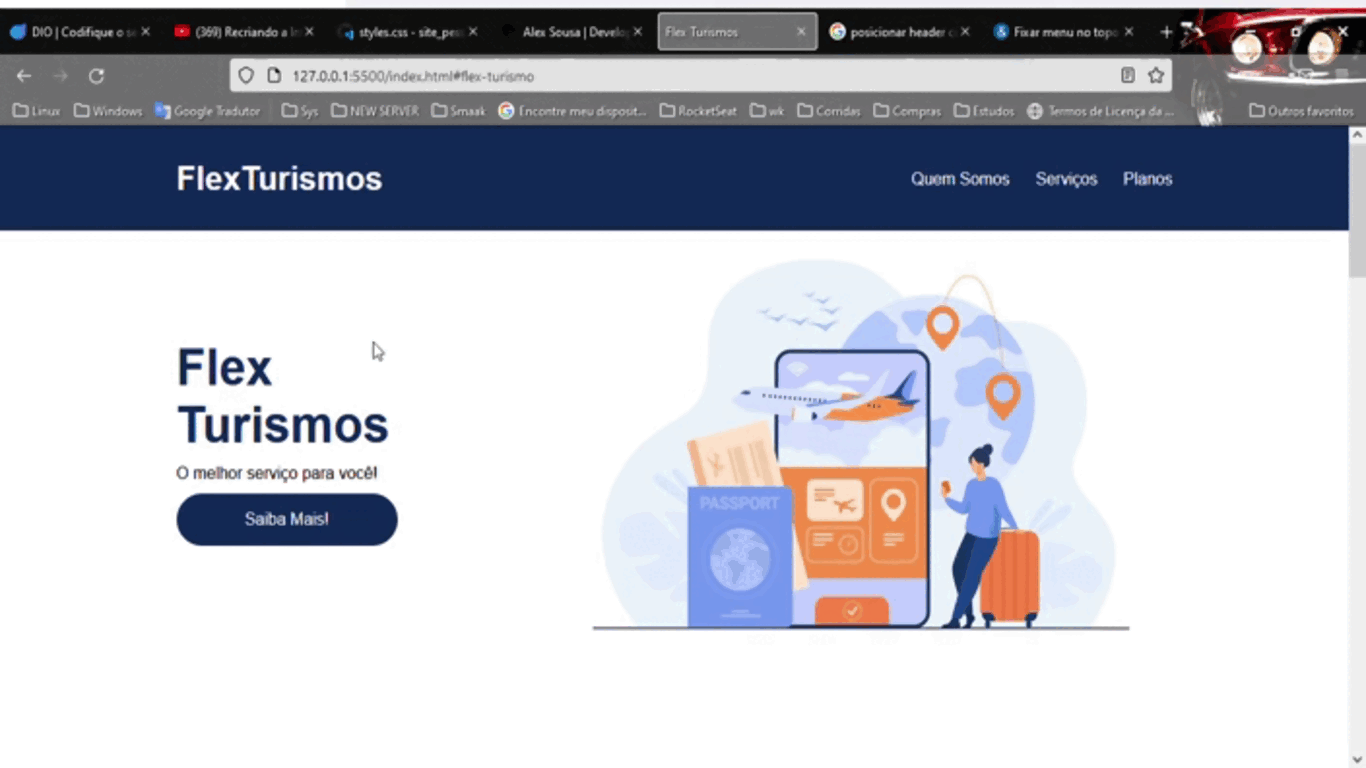 DIO | Codifique o se
(369) Recriando a In
styles.css - site_pess
Alex Sousa | Develo
Flex Turismos
posicionar header c
Fixar menu no topo
127.0.0.1:5500/index.html#flex-turismo
Linux
Windows
Google Tradutor
Sys
NEW SERVER
Smaak
Encontre meu disposit...
RocketSeat
wk
Corridas
Compras
Estudos
Termos de Licença da ...
Outros favoritos
FlexTurismos
Quem Somos
Serviços
Planos
Flex
Turismos
O melhor serviço para você!
Saiba Mais!
PASSPORT